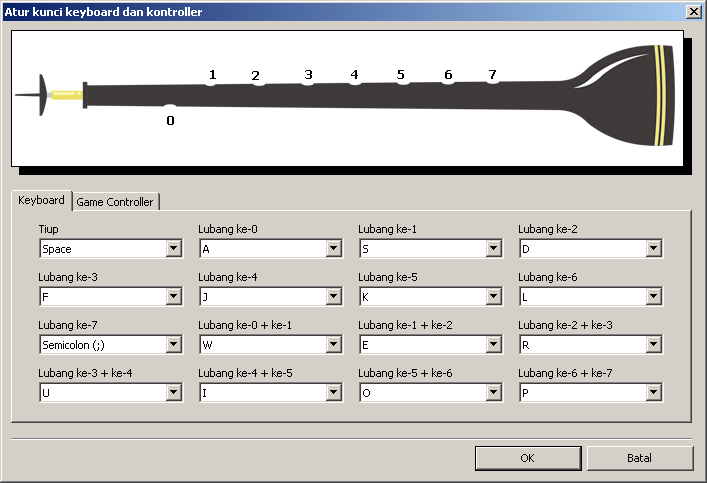 Atur kunci keyboard dan kontroller
1 2 3 4 5 6 7
0
Keyboard Game Controller
Tiup Lubang ke-0 Lubang ke-1 Lubang ke-2
Space A S D
Lubang ke-3 Lubang ke-4 Lubang ke-5 Lubang ke-6
F J K L
Lubang ke-7 Lubang ke-0 + ke-1 Lubang ke-1 + ke-2 Lubang ke-2 + ke-3
Semicolon (;) W E R
Lubang ke-3 + ke-4 Lubang ke-4 + ke-5 Lubang ke-5 + ke-6 Lubang ke-6 + ke-7
U I O P
OK Batal